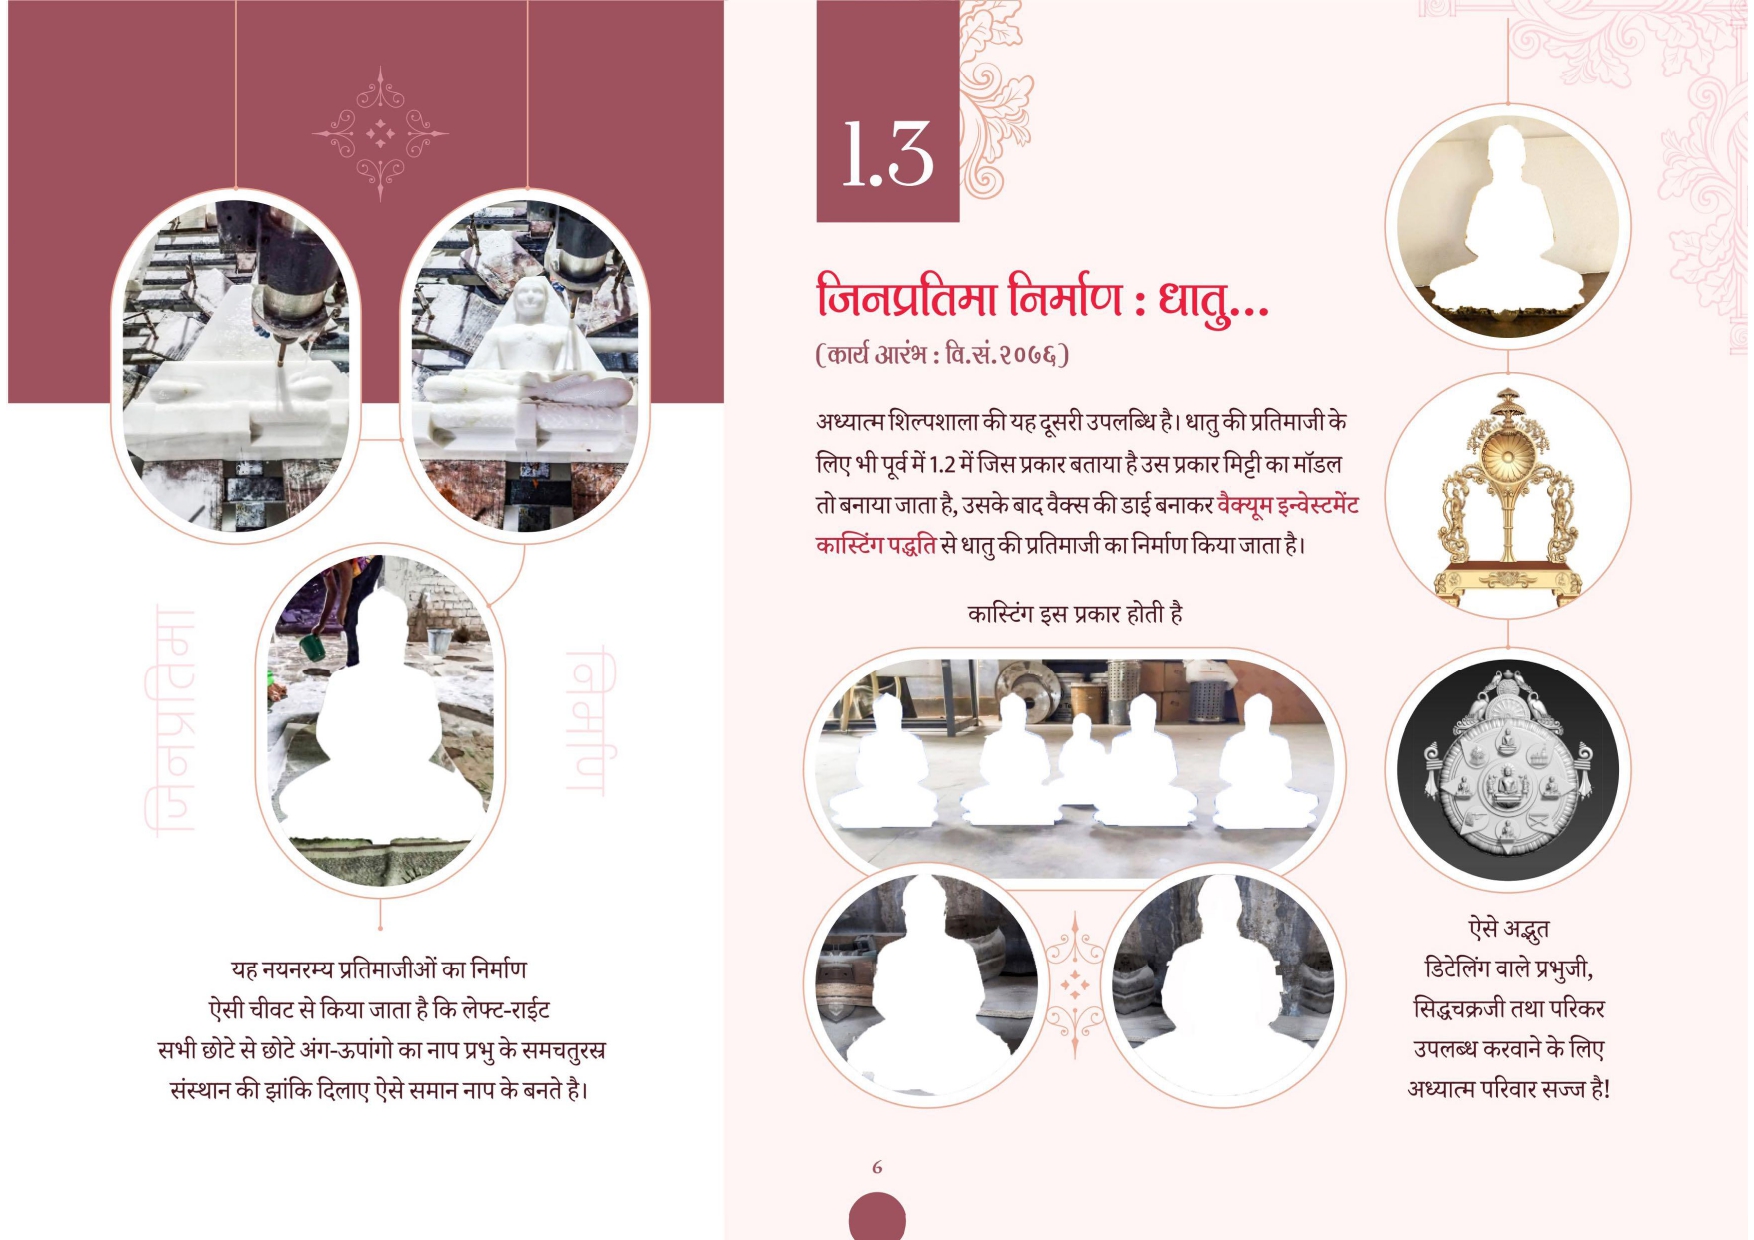 जिनप्रतिमा
निर्माण
यह नयनरम्य प्रतिमाजीओं का निर्माण
ऐसी चीवट से किया जाता है कि लेफ्ट-राईट
सभी छोटे से छोटे अंग-ऊपांगो का नाप प्रभु के समचतुरस्र
संस्थान की झांकि दिलाए ऐसे समान नाप के बनते है।
1.3
जिनप्रतिमा निर्माण : धातु...
(कार्य आरंभ : वि.सं.२०७६)
अध्यात्म शिल्पशाला की यह दूसरी उपलब्धि है। धातु की प्रतिमाजी के
लिए भी पूर्व में 1.2 में जिस प्रकार बताया है उस प्रकार मिट्टी का मॉडल
तो बनाया जाता है, उसके बाद वैक्स की डाई बनाकर वैक्यूम इन्वेस्टमेंट
कास्टिंग पद्धति से धातु की प्रतिमाजी का निर्माण किया जाता है।
कास्टिंग इस प्रकार होती है
ऐसे अद्भुत
डिटेलिंग वाले प्रभुजी,
सिद्धचक्रजी तथा परिकर
उपलब्ध करवाने के लिए
अध्यात्म परिवार सज्ज है!
6